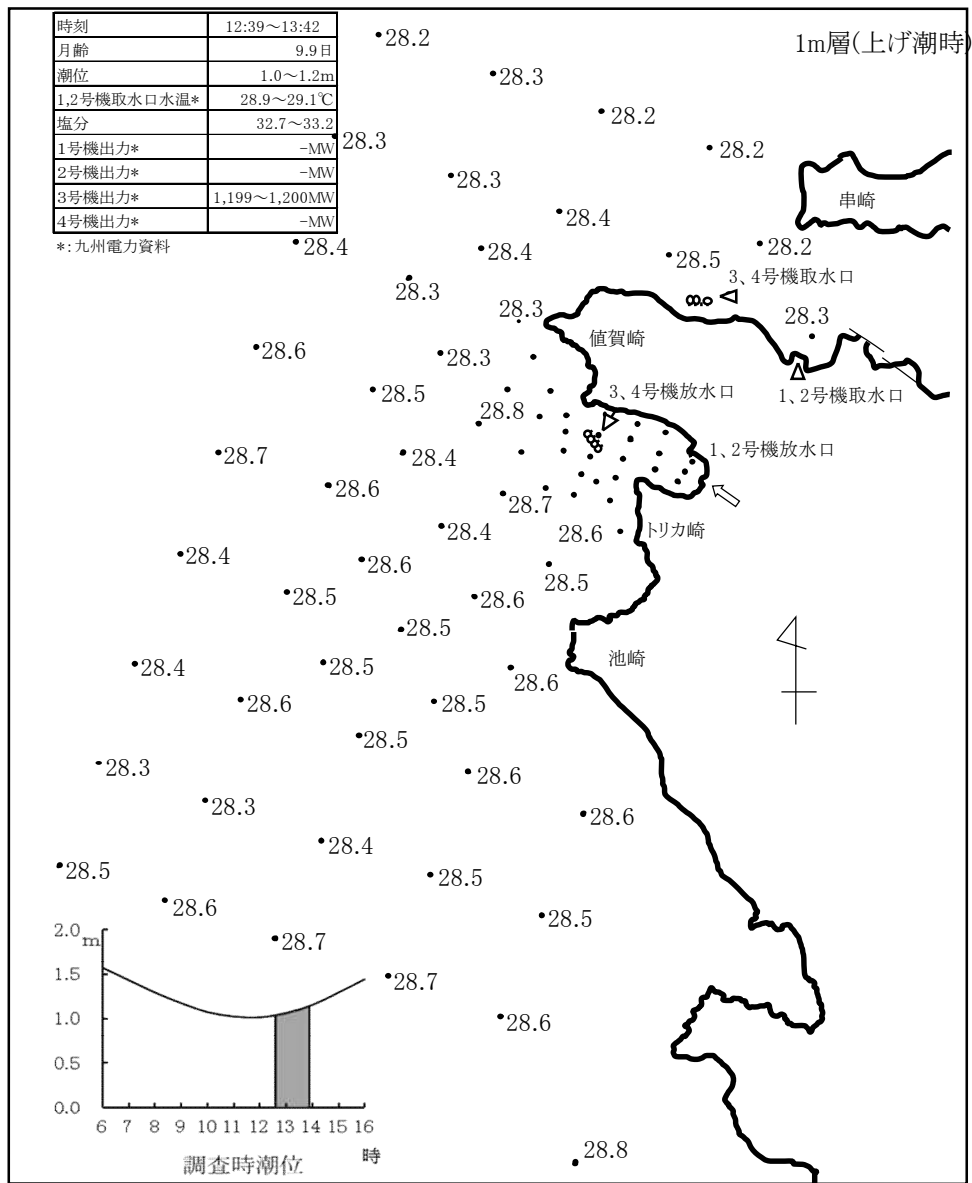 時刻 12:39～13:42
月齢 9.9日
潮位 1.0～1.2m
1,2号機取水口水温* 28.9～29.1℃
塩分 32.7～33.2
1号機出力* -MW
2号機出力* -MW
3号機出力* 1,199～1,200MW
4号機出力* -MW
*:九州電力資料
1m層(上げ潮時)
28.2
28.3
28.2
28.3
28.2
28.3
串崎
28.4
28.4
28.4
28.2
28.5
3、4号機取水口
28.3
28.3
28.3
値賀崎
28.6
28.3
28.5
3、4号機放水口
1、2号機取水口
28.8
28.7
28.4
1、2号機放水口
28.6
28.7
28.4
28.6
トリカ崎
28.4
28.6
28.5
28.5
28.6
28.5
池崎
28.4
28.5
28.6
28.6
28.5
28.5
28.3
28.6
28.3
28.6
28.4
28.5
28.5
28.6
28.5
28.7
28.7
28.6
28.8
2.0
m
1.5
1.0
0.5
0.0
6 7 8 9 10 11 12 13 14 15 16
時
調査時潮位